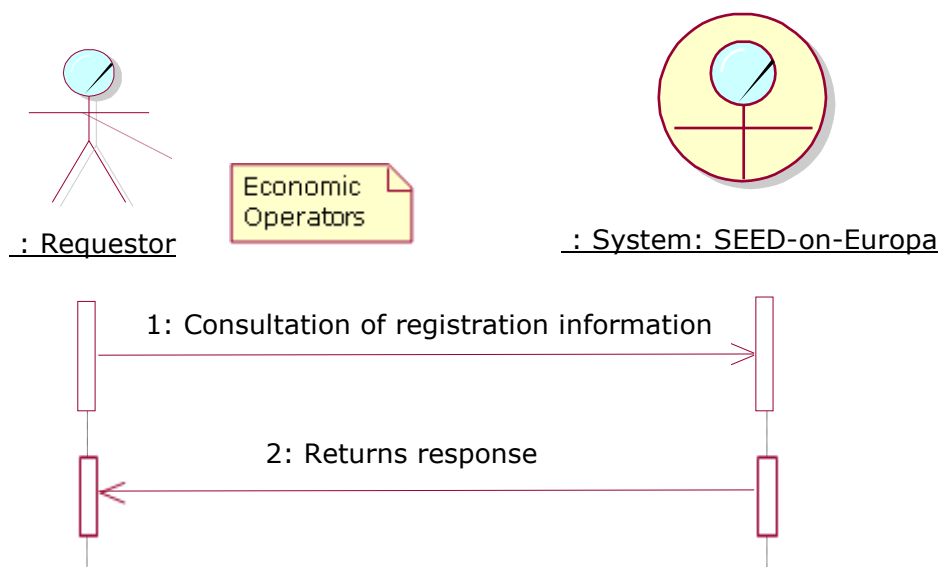 Economic
Operators
: Requestor
: System: SEED-on-Europa
1: Consultation of registration information
2: Returns response